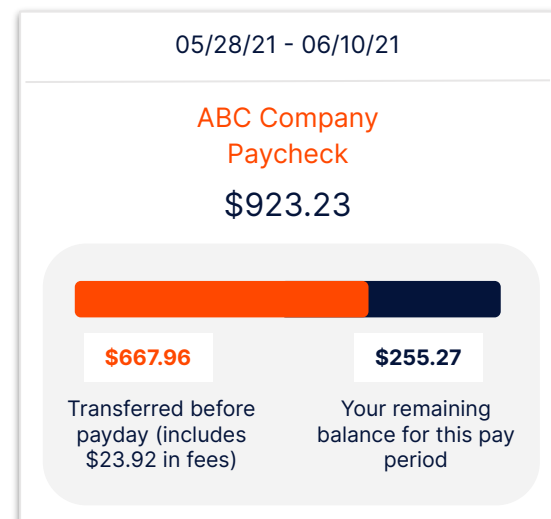 05/28/21 - 06/10/21
ABC Company
Paycheck
$923.23
$667.96
Transferred before
payday (includes
$23.92 in fees)
$255.27
Your remaining
balance for this pay
period